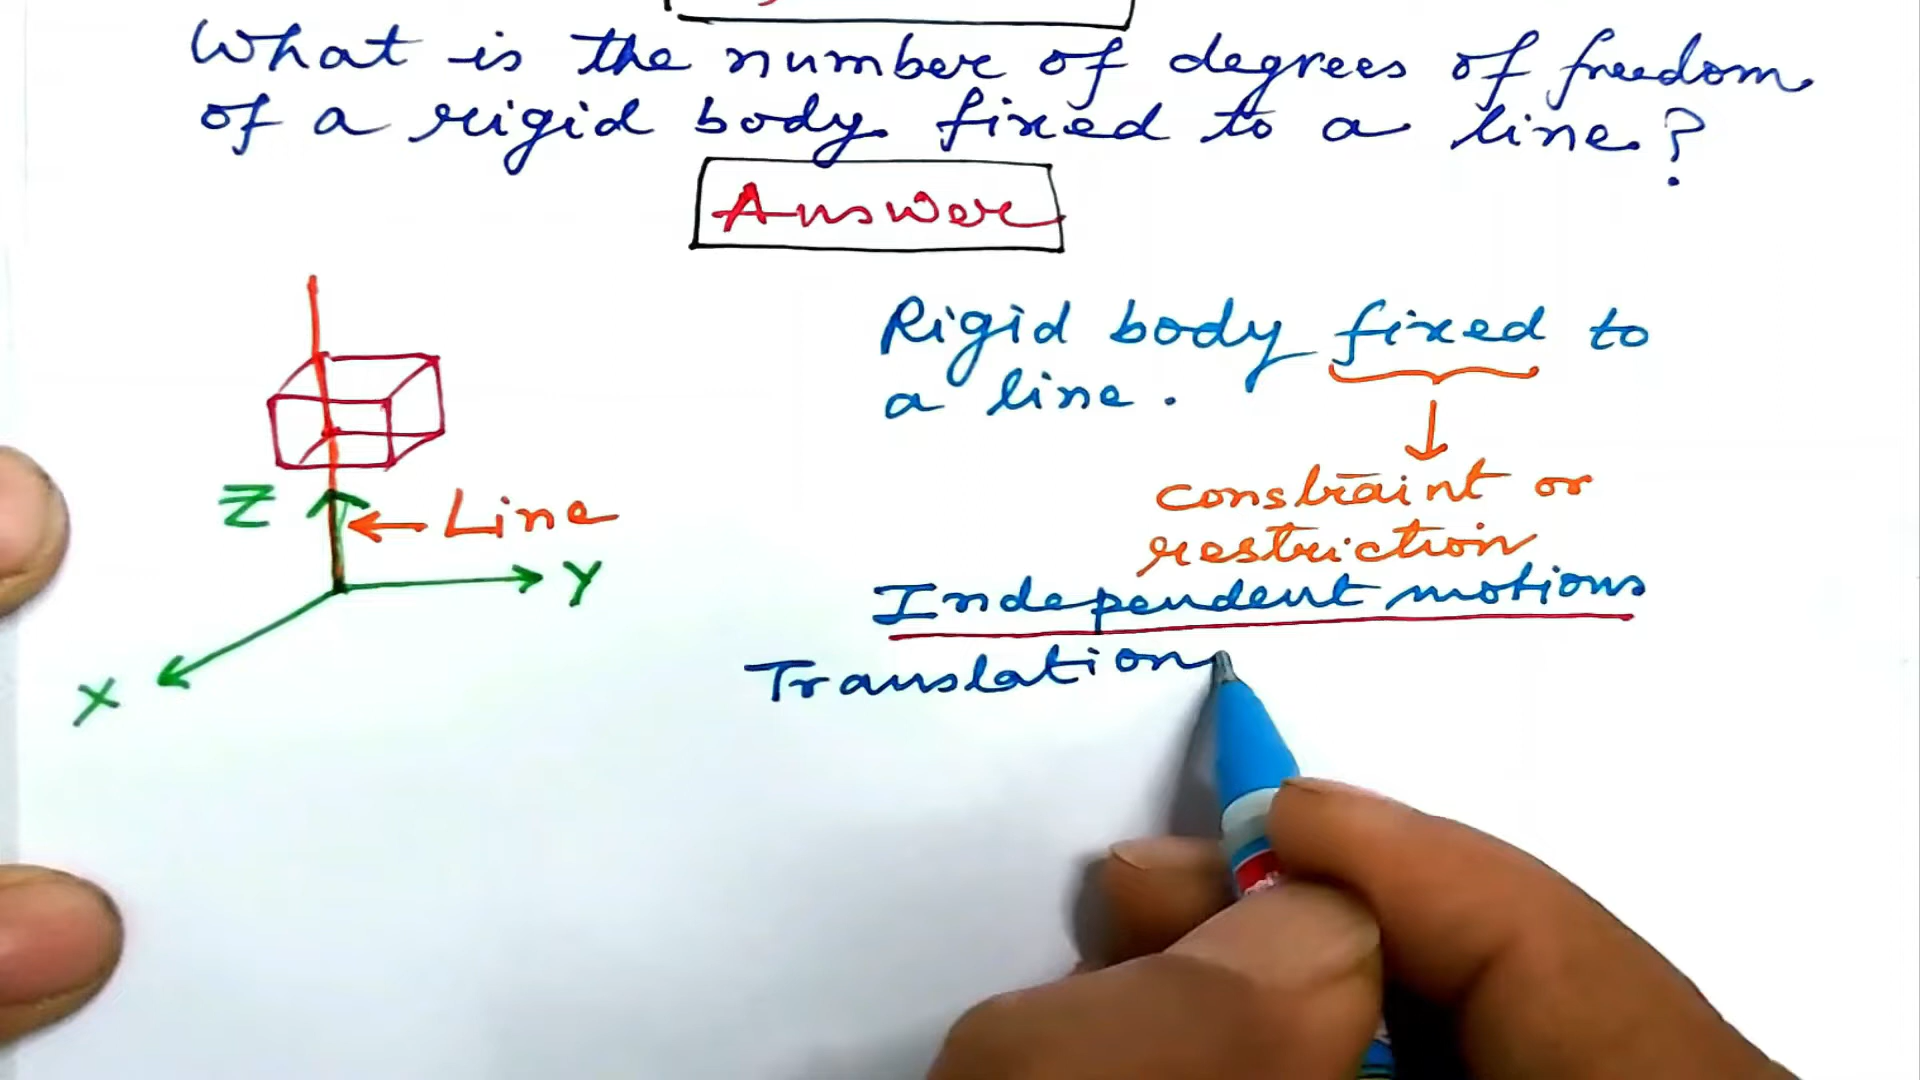 What is the number of degrees of freedom
of a rigid body fixed to a line?
Answer
Rigid body fixed to
a line.
constraint or
restriction
Z
Line
Y
X
Independent motions
Translation